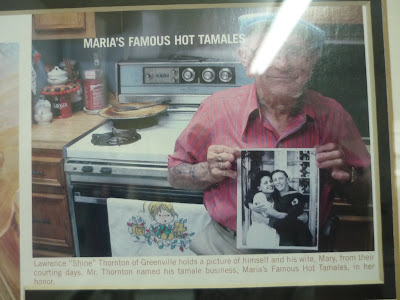 MARIA'S FAMOUS HOT TAMALES
Lawrence "Shine" Thornton of Greenville holds a picture of himself and his wife, Mary, from their
courting days. Mr. Thornton named his tamale business, Maria's Famous Hot Tamales, in her
honor.